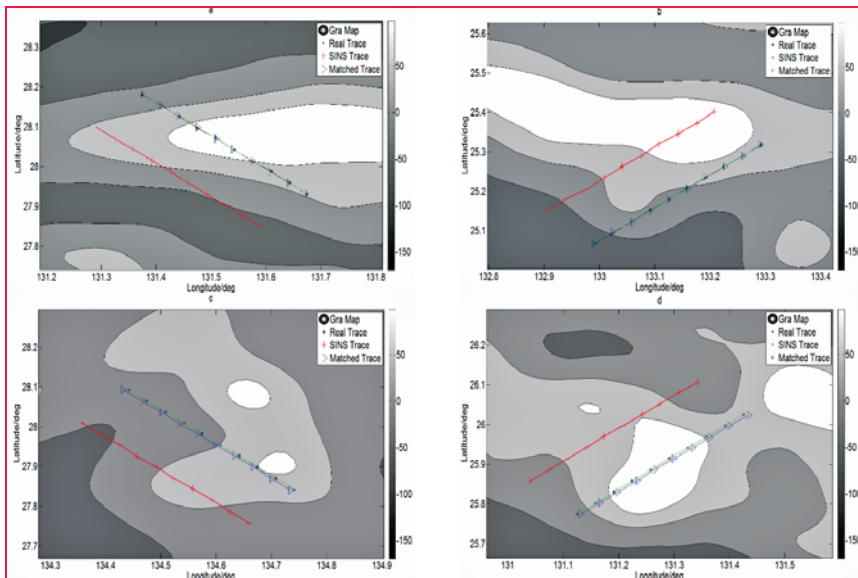 a
Latitude/deg
28.3
28.2
28.1
28
27.9
27.8
Gra Map
Real Trace
SINS Trace
Matched Trace
50
0
-50
-100
-150
131.2 131.3 131.4 131.5 131.6 131.7 131.8
Longitude/deg
b
Latitude/deg
25.6
25.5
25.4
25.3
25.2
25.1
Gra Map
Real Trace
SINS Trace
Matched Trace
50
0
-50
-100
-150
132.8 132.9 133 133.1 133.2 133.3 133.4
Longitude/deg
c
Latitude/deg
28.2
28.1
28
27.9
27.8
27.7
Gra Map
Real Trace
SINS Trace
Matched Trace
50
0
-50
-100
-150
134.3 134.4 134.5 134.6 134.7 134.8 134.9
Longitude/deg
d
Latitude/deg
26.2
26.1
26
25.9
25.8
25.7
Gra Map
Real Trace
SINS Trace
Matched Trace
50
0
-50
-100
-150
131 131.1 131.2 131.3 131.4 131.5
Longitude/deg